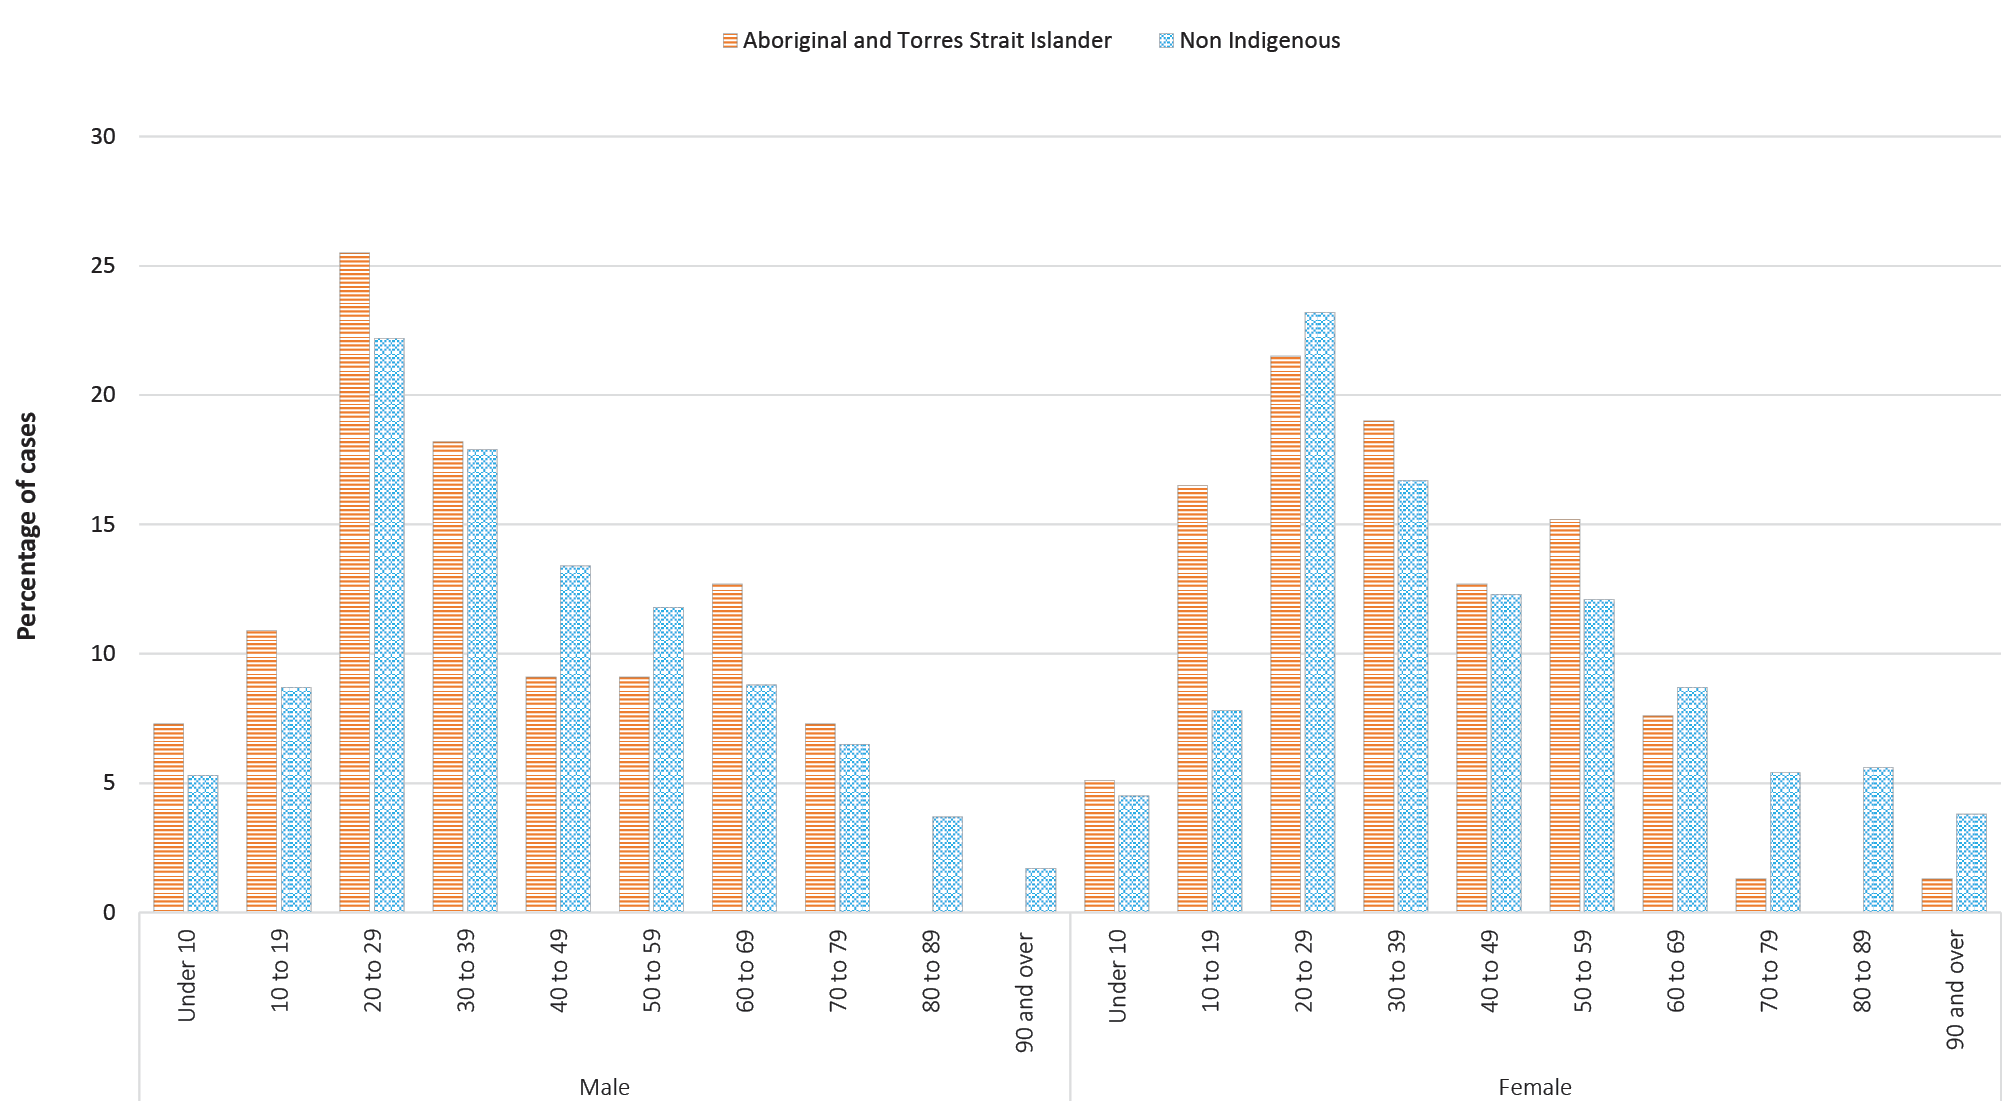 Aboriginal and Torres Strait Islander
Non Indigenous
Percentage of cases
30
25
20
15
10
5
0
Under 10
10 to 19
20 to 29
30 to 39
40 to 49
50 to 59
60 to 69
70 to 79
80 to 89
90 and over
Under 10
10 to 19
20 to 29
30 to 39
40 to 49
50 to 59
60 to 69
70 to 79
80 to 89
90 and over
Male
Female